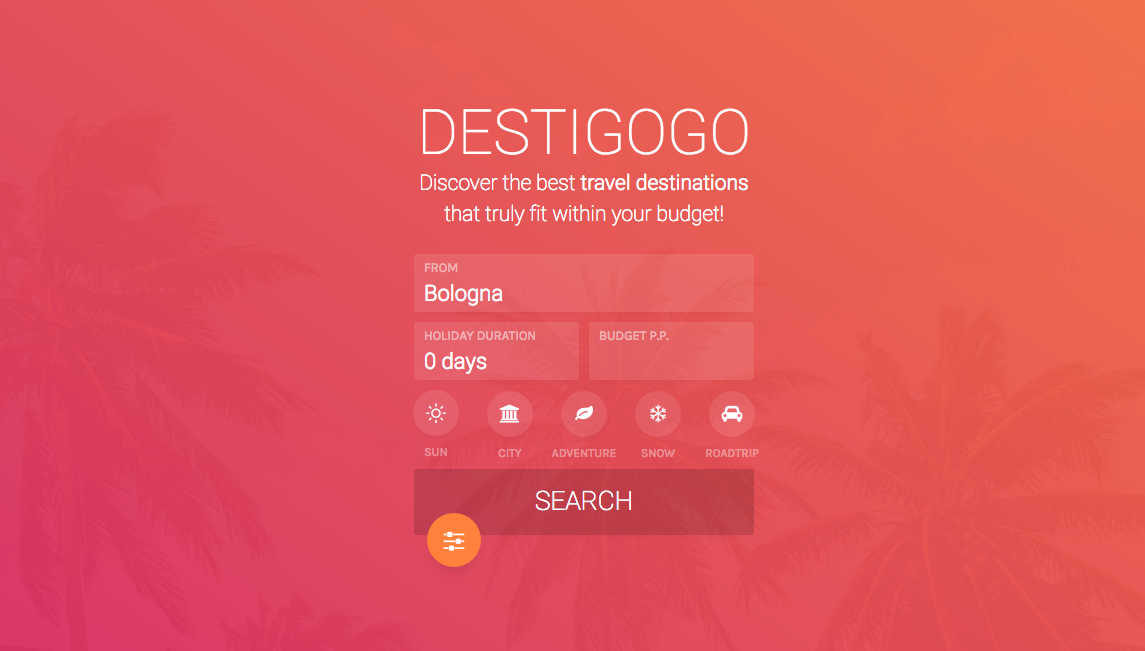 DESTIGOGO
Discover the best travel destinations
that truly fit within your budget!
FROM
Bologna
HOLIDAY DURATION
0 days
BUDGET P.P.
SUN
CITY
ADVENTURE
SNOW
ROADTRIP
SEARCH